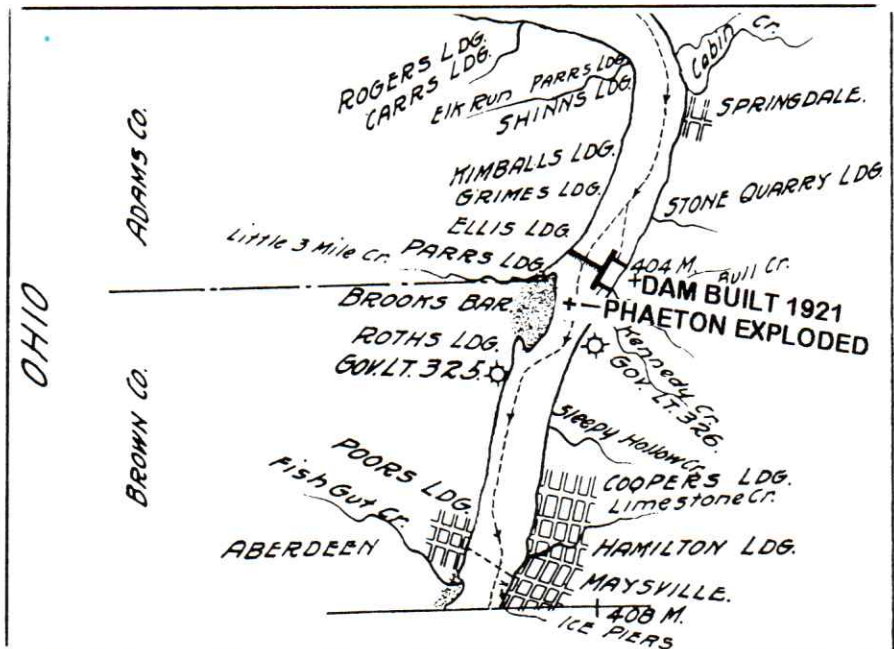 Cabin Cr.
ROGERS LDG.
CARRS LDG.
Elk Run PARRS LDG.
SHINNS LDG.
SPRINGDALE.
ADAMS CO.
KIMBALLS LDG.
GRIMES LDG.
STONE QUARRY LDG.
ELLIS LDG.
Little 3 Mile Cr. PARRS LDG.
404 M. Bull Cr.
DAM BUILT 1921
BROOKS BAR
PHAETON EXPLODED
OHIO
ROTHS LDG.
GOV. LT. 325
Kennedy Cr.
GOV. LT. 326.
BROWN CO.
Sleepy Hollow Cr.
POORS LDG.
Fish Gut Cr.
COOPERS LDG.
Limestone Cr.
ABERDEEN
HAMILTON LDG.
MAYSVILLE.
408 M.
ICE PIERS